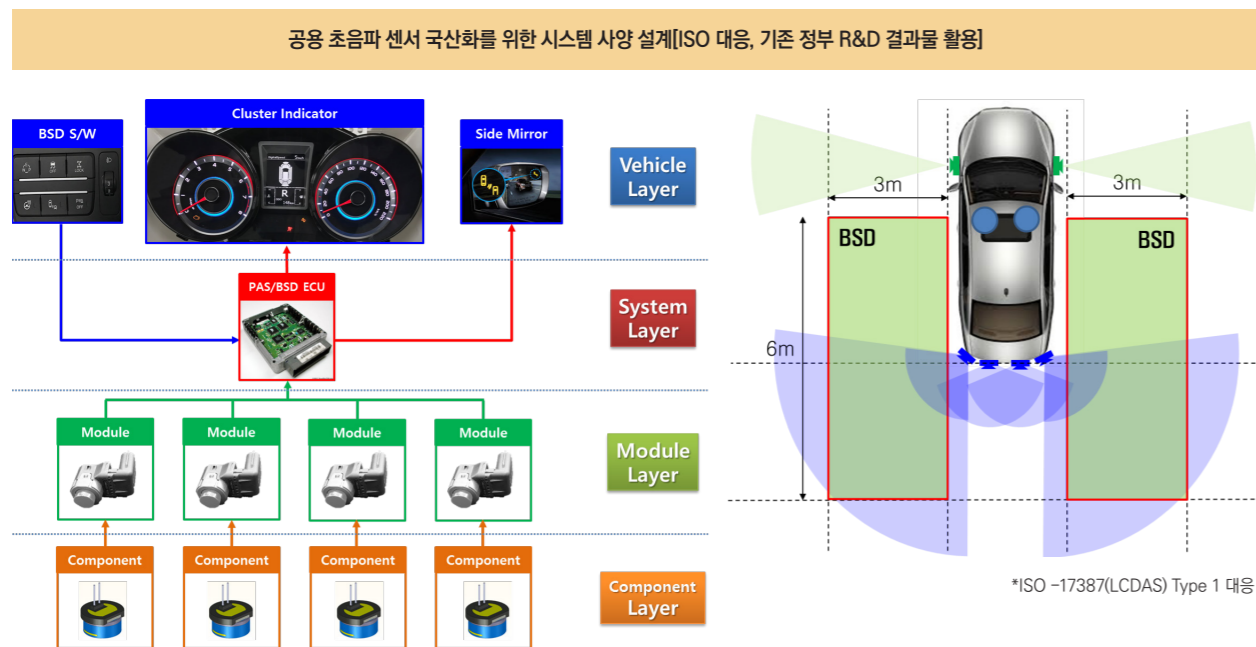 공용 초음파 센서 국산화를 위한 시스템 사양 설계[ISO 대응, 기존 정부 R&D 결과물 활용]
BSD S/W
Cluster Indicator
Side Mirror
Vehicle
Layer
R
PAS/BSD ECU
System
Layer
Module
Module
Module
Module
Module
Layer
Component
Component
Component
Component
Component
Layer
3m
3m
BSD
BSD
6m
*ISO -17387(LCDAS) Type 1 대응